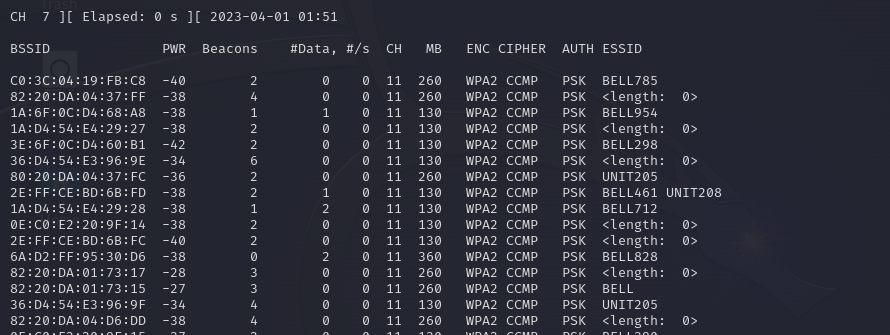 CH 7 ][ Elapsed: 0 s ][ 2023-04-01 01:51
BSSID PWR Beacons #Data, #/s CH MB ENC CIPHER AUTH ESSID
C0:3C:04:19:FB:C8 -40 2 0 0 11 260 WPA2 CCMP PSK BELL785
82:20:DA:04:37:FF -38 4 0 0 11 260 WPA2 CCMP PSK <length: 0>
1A:6F:0C:D4:68:A8 -38 1 1 0 11 130 WPA2 CCMP PSK BELL954
1A:D4:54:E4:29:27 -38 2 0 0 11 130 WPA2 CCMP PSK <length: 0>
3E:6F:0C:D4:60:B1 -42 2 0 0 11 130 WPA2 CCMP PSK BELL298
36:D4:54:E3:96:9E -34 6 0 0 11 130 WPA2 CCMP PSK <length: 0>
80:20:DA:04:37:FC -36 2 0 0 11 260 WPA2 CCMP PSK UNIT205
2E:FF:CE:BD:6B:FD -38 2 1 0 11 130 WPA2 CCMP PSK BELL461 UNIT208
1A:D4:54:E4:29:28 -38 1 2 0 11 130 WPA2 CCMP PSK BELL712
0E:C0:E2:20:9F:14 -38 2 0 0 11 130 WPA2 CCMP PSK <length: 0>
2E:FF:CE:BD:6B:FC -40 2 0 0 11 130 WPA2 CCMP PSK <length: 0>
6A:D2:FF:95:30:D6 -38 0 2 0 11 360 WPA2 CCMP PSK BELL828
82:20:DA:01:73:17 -28 3 0 0 11 260 WPA2 CCMP PSK <length: 0>
82:20:DA:01:73:15 -27 3 0 0 11 260 WPA2 CCMP PSK BELL
36:D4:54:E3:96:9F -34 4 0 0 11 130 WPA2 CCMP PSK UNIT205
82:20:DA:04:D6:DD -38 4 0 0 11 260 WPA2 CCMP PSK <length: 0>